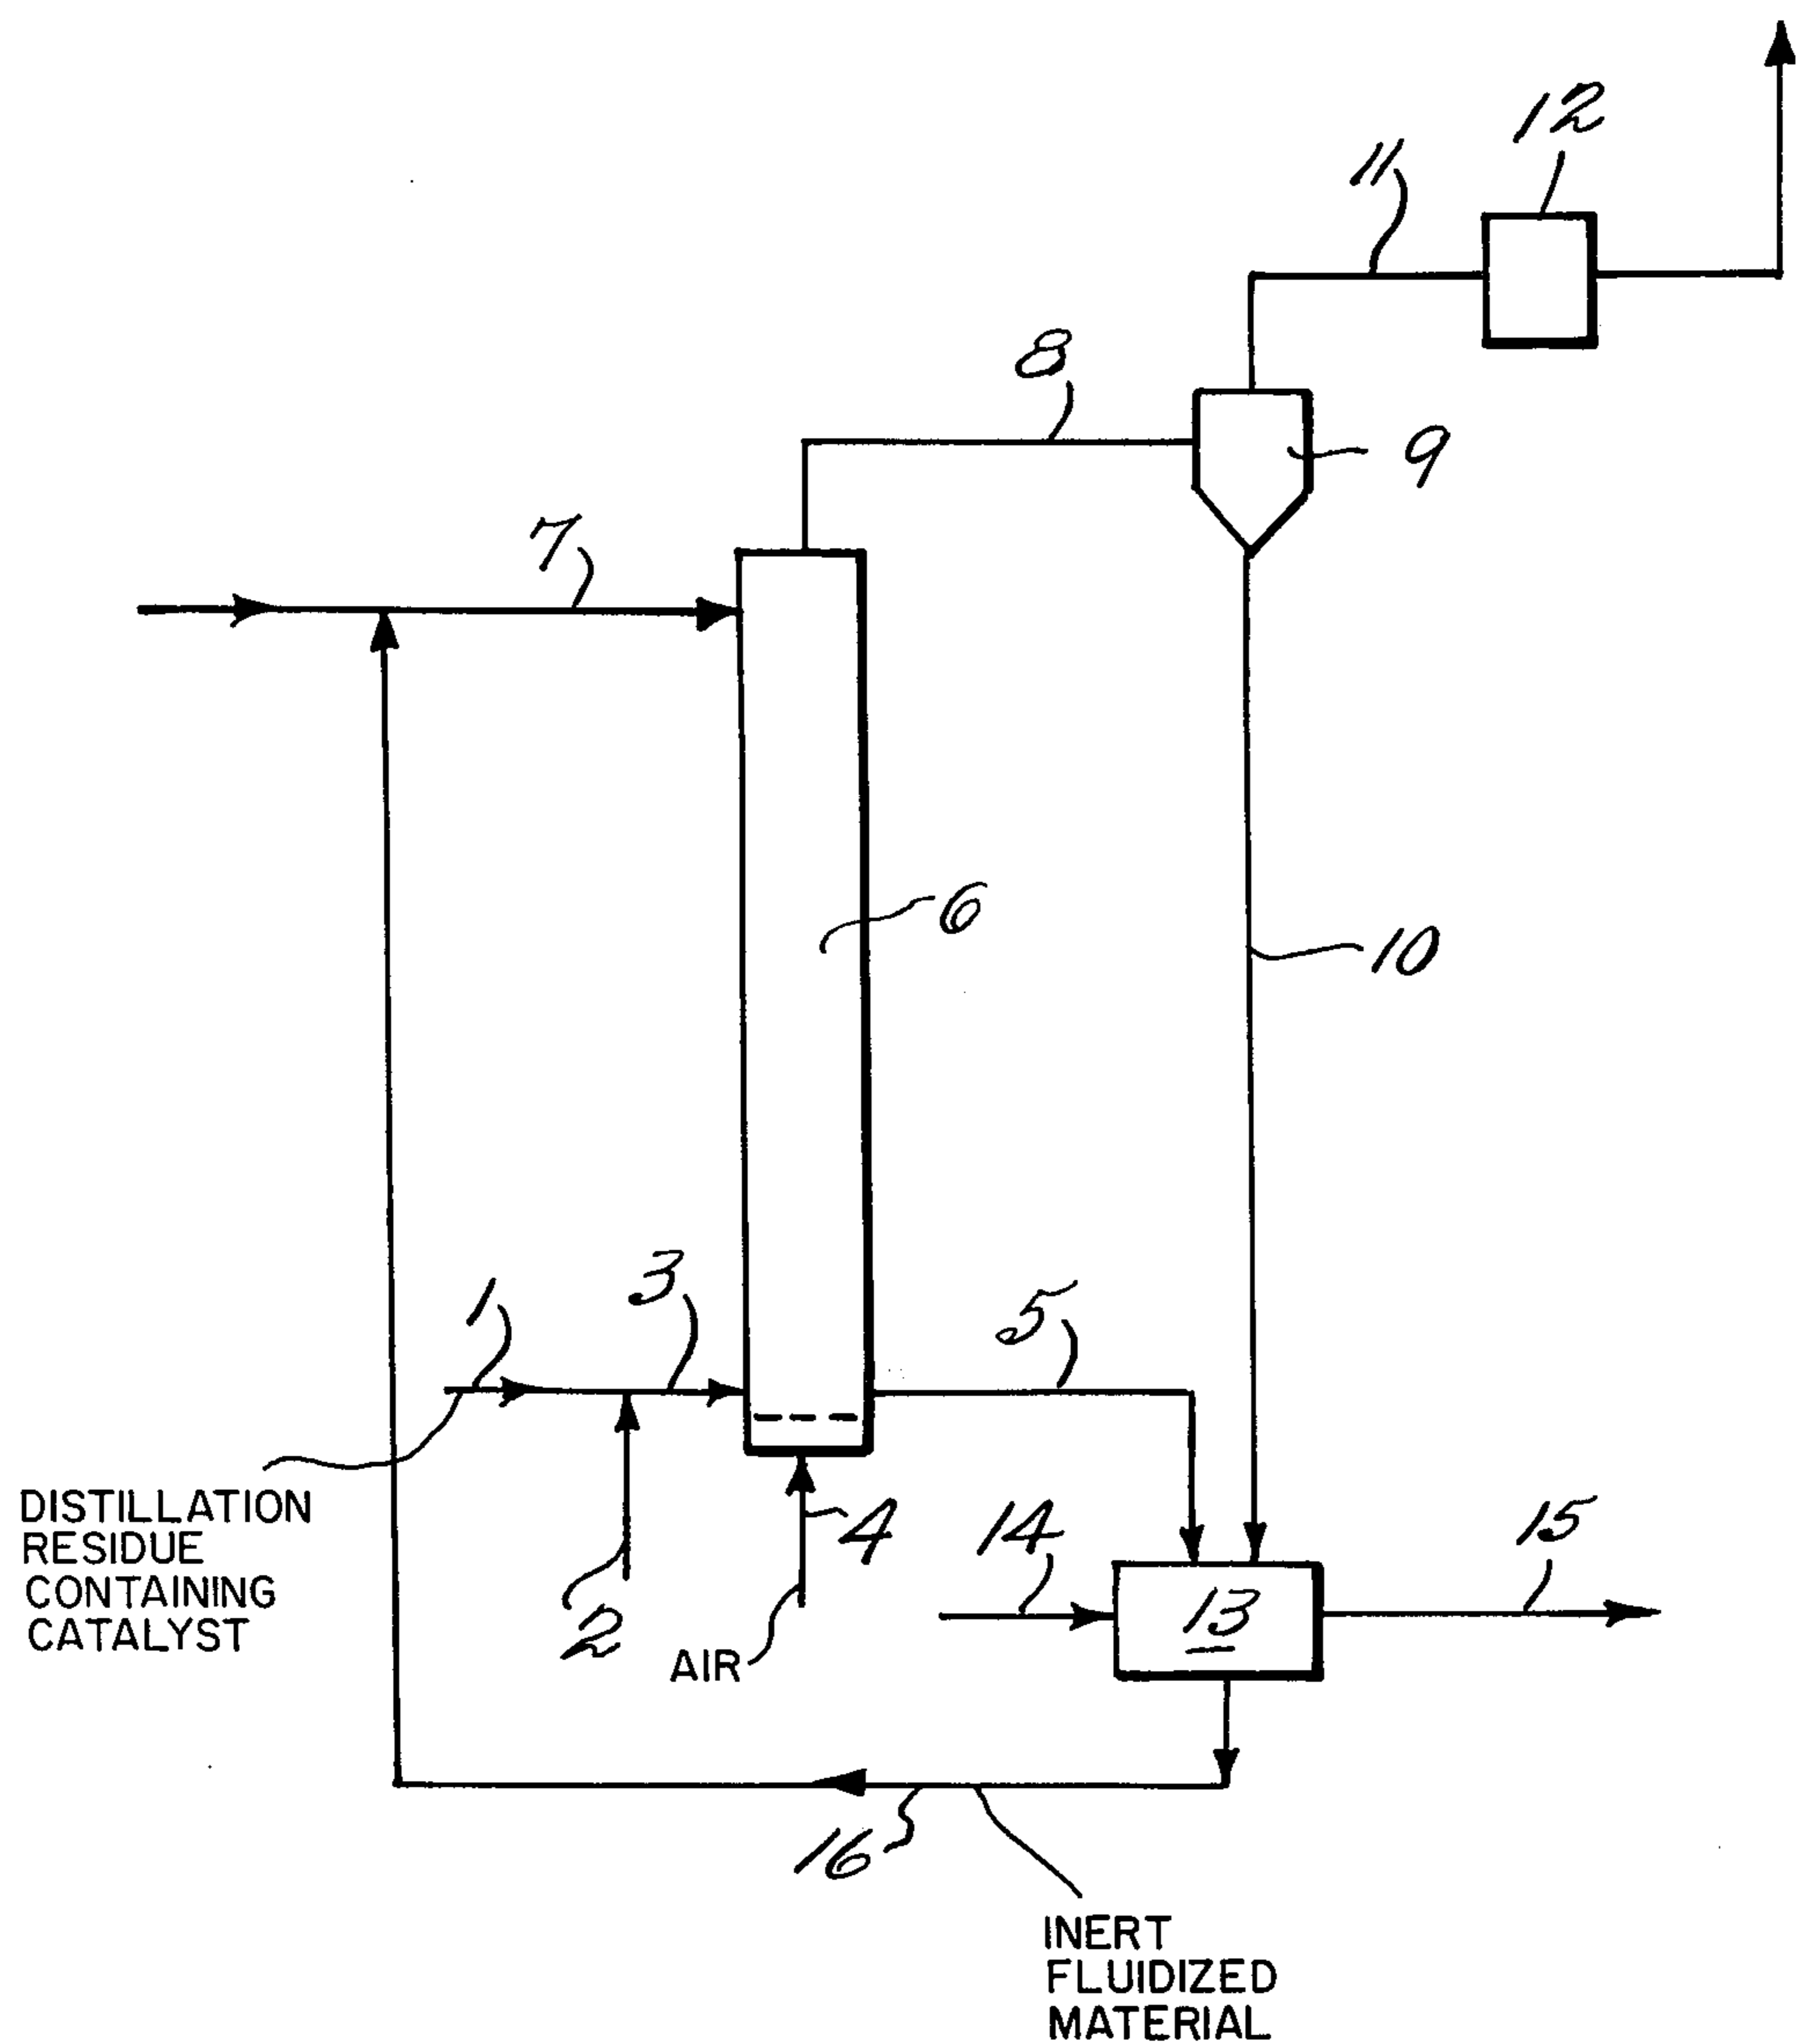 12
11
8
9
7
6
10
3
5
1
DISTILLATION
RESIDUE
CONTAINING
CATALYST
2
4
AIR
14
15
13
16
INERT
FLUIDIZED
MATERIAL